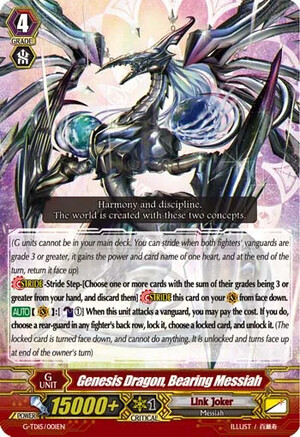 4
GRADE
Harmony and discipline.
The world is created with these two concepts.
(G units cannot be in your main deck. You can stride when both fighters' vanguards are
grade 3 or greater, it gains the power and card name of one heart, and at the end of the
turn, return it face up)
STRIDE-Stride Step-[Choose one or more cards with the sum of their grades being 3 or
greater from your hand, and discard them] STRIDE this card on your from face down.
AUTO [1] When this unit attacks a vanguard, you may pay the cost. If you do,
choose a rear-guard in any fighter's back row, lock it, choose a locked card, and unlock it. (The
locked card is turned face down, and cannot do anything. It is unlocked and turns face up
at end of the owner's turn)
G
UNIT
Genesis Dragon, Bearing Messiah
POWER
15000+
1
CRITICAL
Link Joker
Messiah
G-TD15/001EN
ILLUST / 百瀬寿